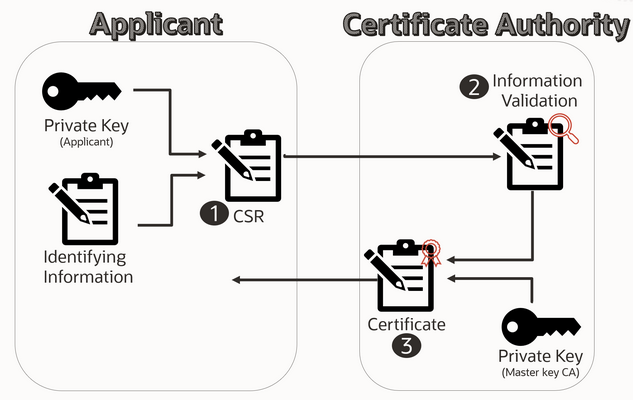 Applicant
Certificate Authority
Private Key
(Applicant)
Identifying
Information
1 CSR
2 Information
Validation
Certificate
3
Private Key
(Master key CA)